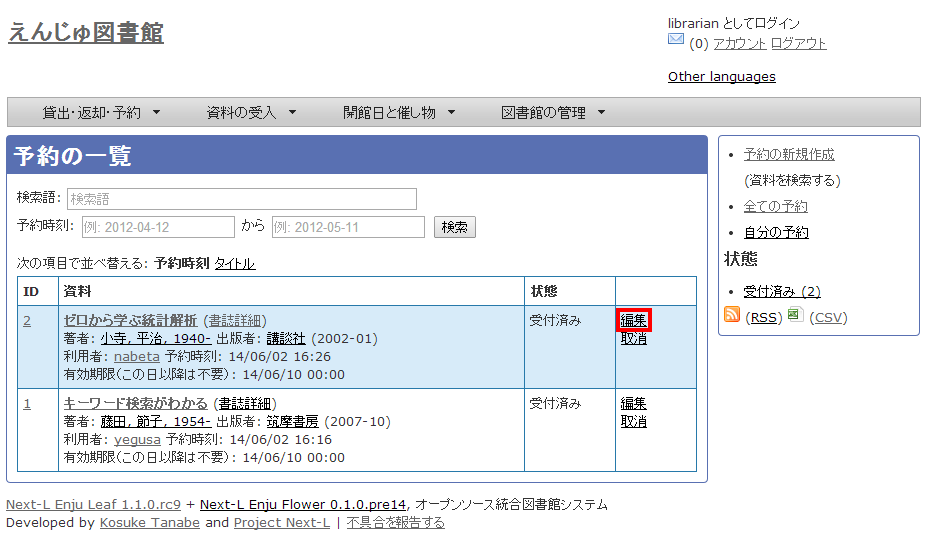 えんじゅ図書館
librarian としてログイン
(0) アカウント ログアウト
Other languages
貸出・返却・予約 資料の受入 開館日と催し物 図書館の管理
予約の一覧
検索語: 検索語
予約時刻: 例: 2012-04-12 から 例: 2012-05-11 検索
次の項目で並べ替える: 予約時刻 タイトル
ID 資料 状態
2 ゼロから学ぶ統計解析 (書誌詳細) 受付済み 編集
著者: 小寺, 平治, 1940- 出版者: 講談社 (2002-01) 取消
利用者: nabeta 予約時刻: 14/06/02 16:26
有効期限(この日以降は不要): 14/06/10 00:00
1 キーワード検索がわかる (書誌詳細) 受付済み 編集
著者: 藤田, 節子, 1954- 出版者: 筑摩書房 (2007-10) 取消
利用者: yegusa 予約時刻: 14/06/02 16:16
有効期限(この日以降は不要): 14/06/10 00:00
予約の新規作成
(資料を検索する)
全ての予約
自分の予約
状態
受付済み (2)
(RSS) (CSV)
Next-L Enju Leaf 1.1.0.rc9 + Next-L Enju Flower 0.1.0.pre14, オープンソース統合図書館システム
Developed by Kosuke Tanabe and Project Next-L | 不具合を報告する